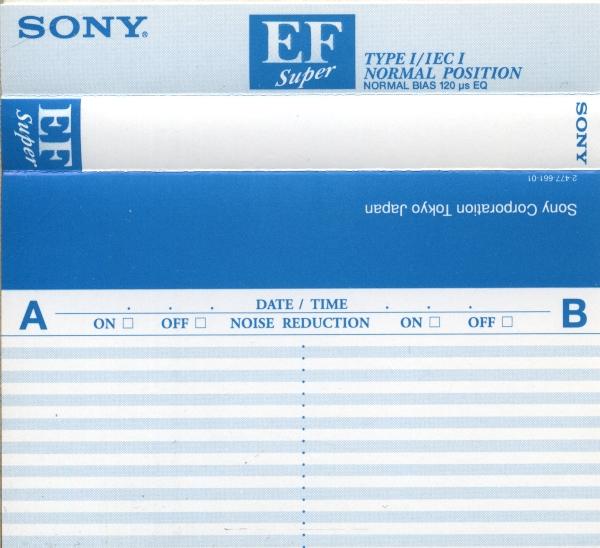 SONY®
EF
Super
TYPE I/IEC I
NORMAL POSITION
NORMAL BIAS 120 µs EQ
EF
Super
SONY
2-477-661-01
Sony Corporation Tokyo Japan
A
DATE / TIME
B
ON □ OFF □ NOISE REDUCTION ON □ OFF □